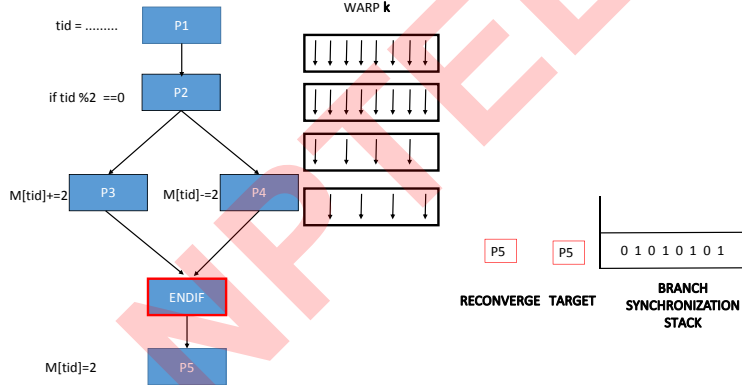 WARP k
tid = .........
P1
if tid %2 ==0
P2
M[tid]+=2
P3
M[tid]-=2
P4
ENDIF
M[tid]=2
P5
P5
P5
0 1 0 1 0 1 0 1
RECONVERGE
TARGET
BRANCH
SYNCHRONIZATION
STACK
NPTEL